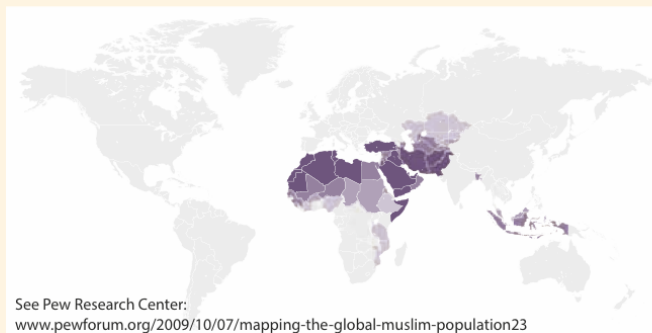 See Pew Research Center:
www.pewforum.org/2009/10/07/mapping-the-global-muslim-population23